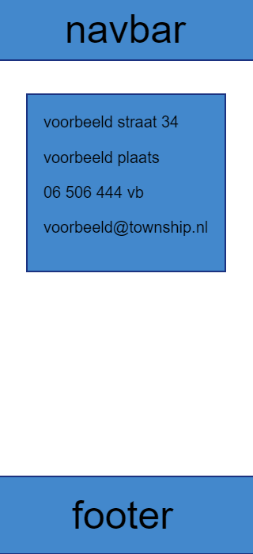 navbar
voorbeeld straat 34
voorbeeld plaats
06 506 444 vb
voorbeeld@township.nl
footer